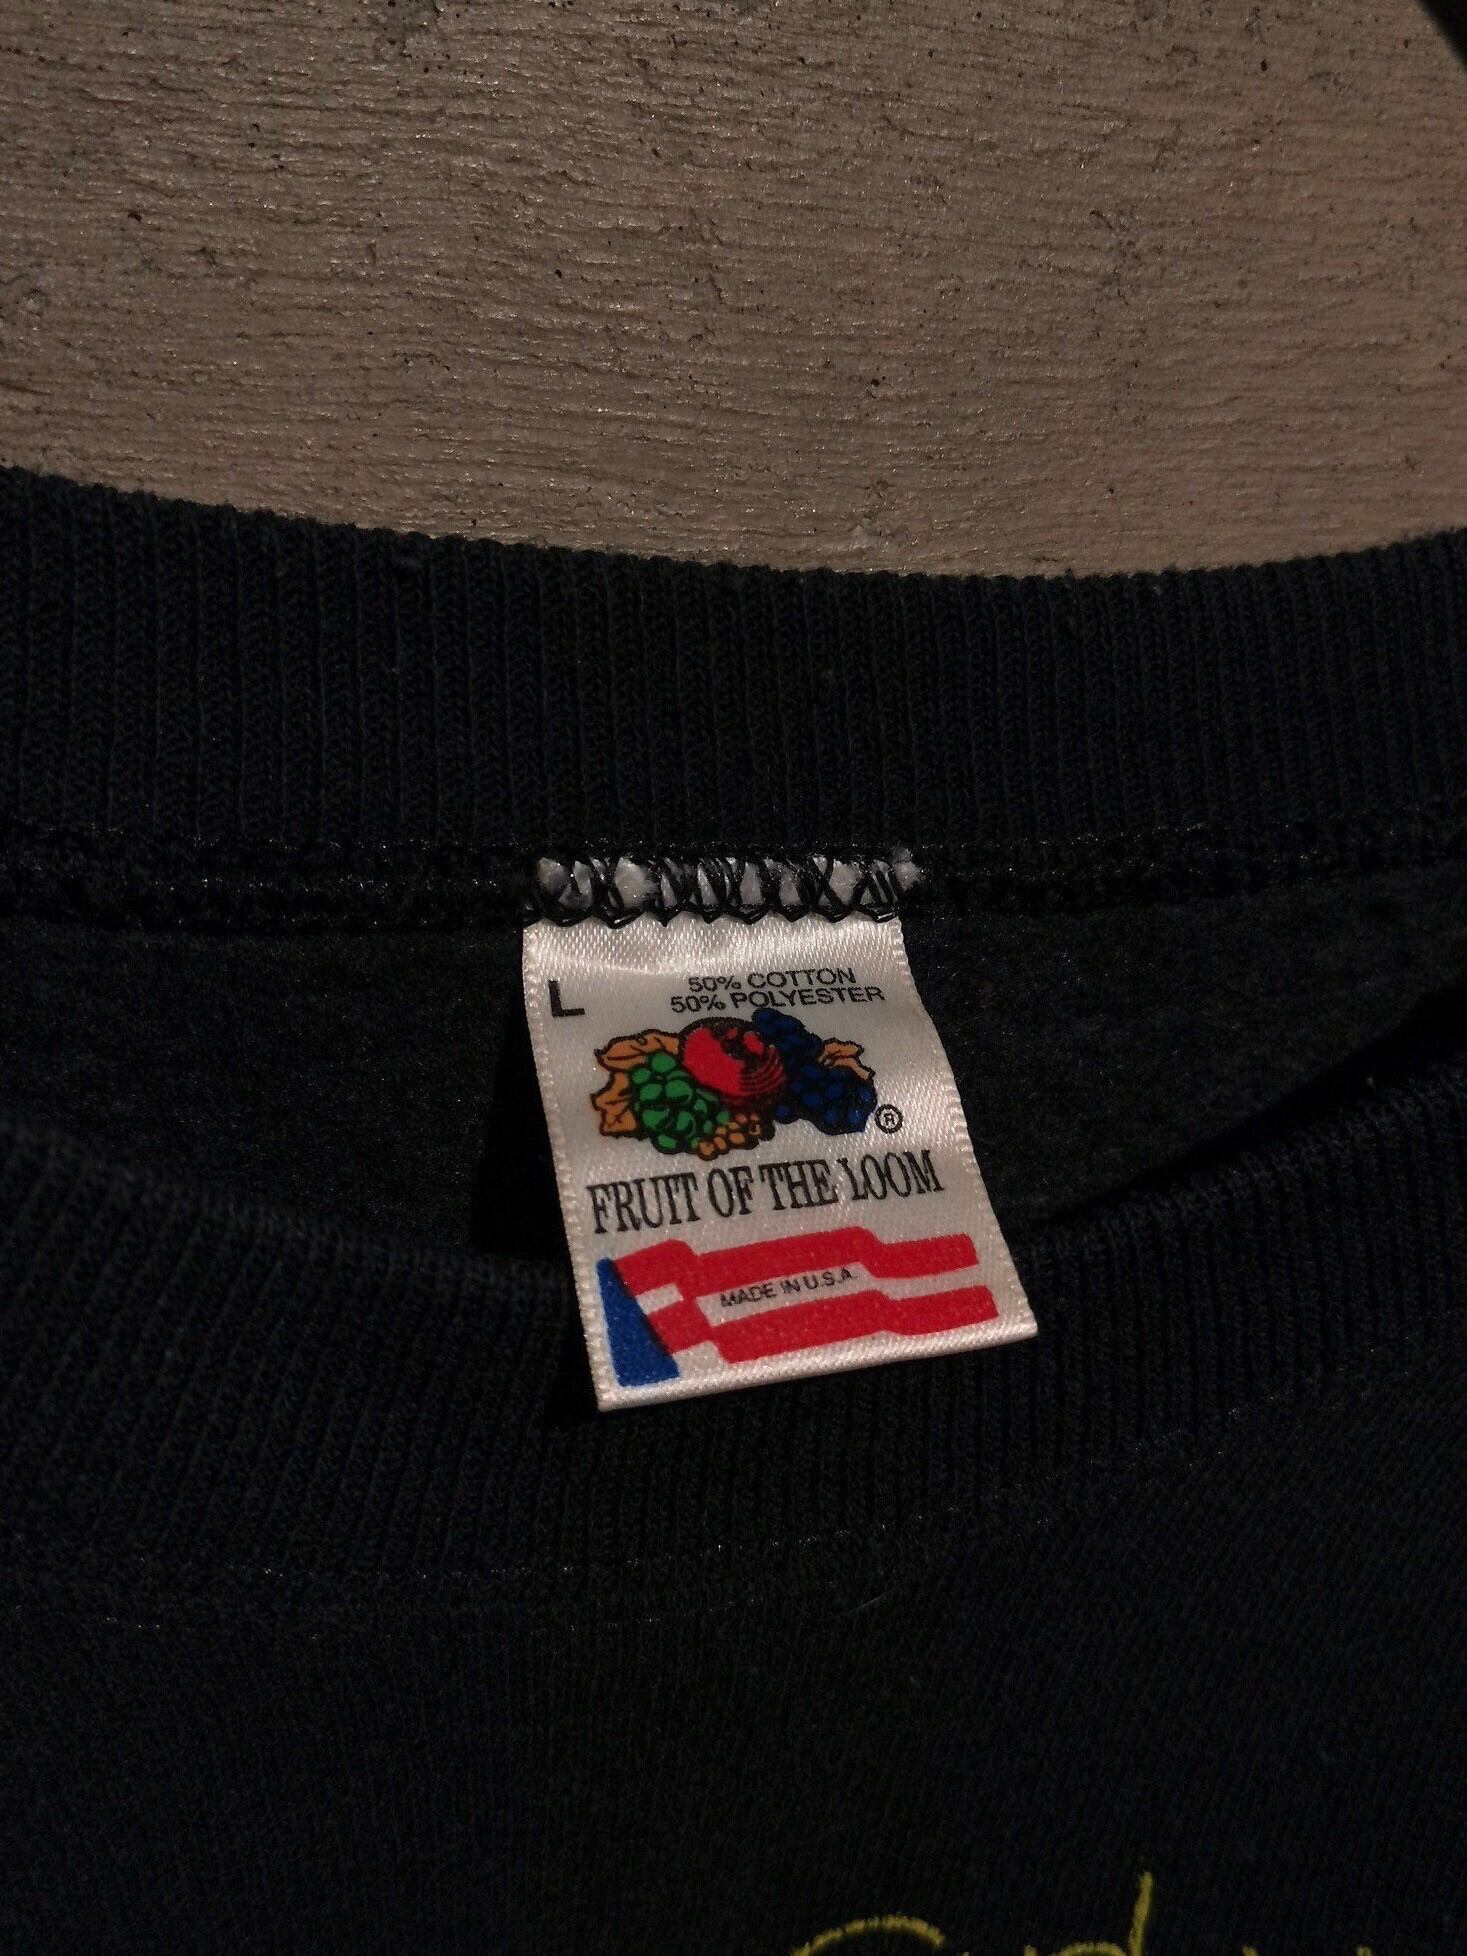 L
50% COTTON
50% POLYESTER
®
FRUIT OF THE LOOM
MADE IN U.S.A.